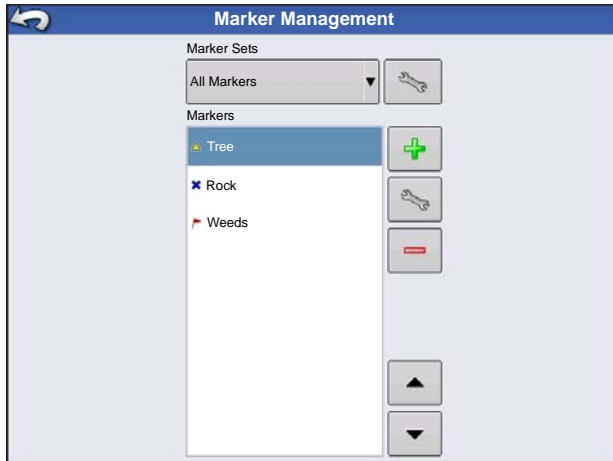 Marker Management
Marker Sets
All Markers
Markers
Tree
Rock
Weeds